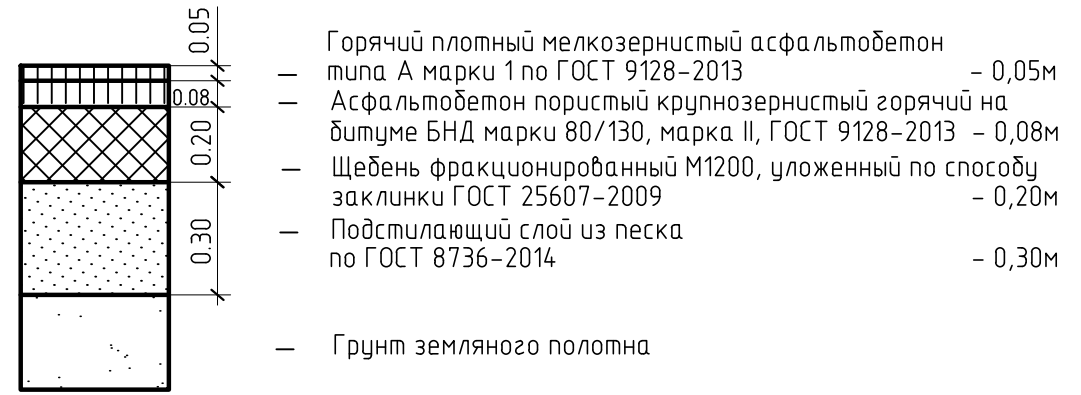 0.05
Горячий плотный мелкозернистый асфальтобетон
– типа А марки 1 по ГОСТ 9128–2013 – 0,05м
0.08
– Асфальтобетон пористый крупнозернистый горячий на
битуме БНД марки 80/130, марка II, ГОСТ 9128–2013 – 0,08м
0.20
– Щебень фракционированный М1200, уложенный по способу
заклинки ГОСТ 25607–2009 – 0,20м
0.30
– Подстилающий слой из песка
по ГОСТ 8736–2014 – 0,30м
– Грунт земляного полотна